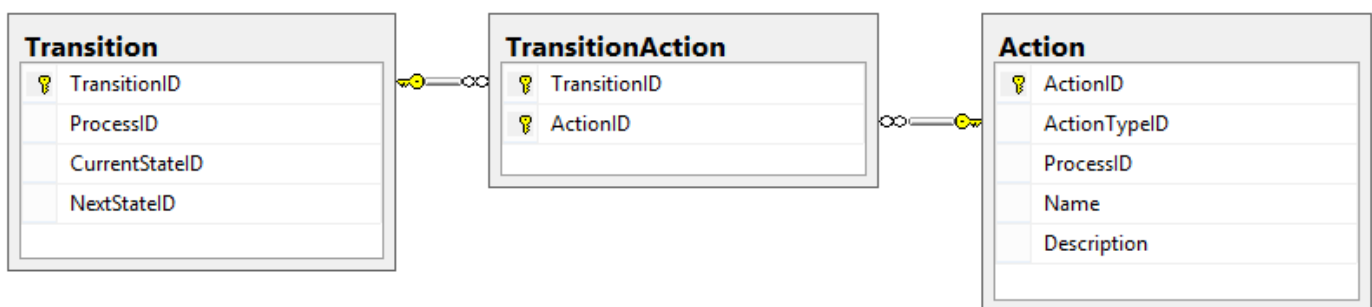 Transition
TransitionID
ProcessID
CurrentStateID
NextStateID
TransitionAction
TransitionID
ActionID
Action
ActionID
ActionTypeID
ProcessID
Name
Description